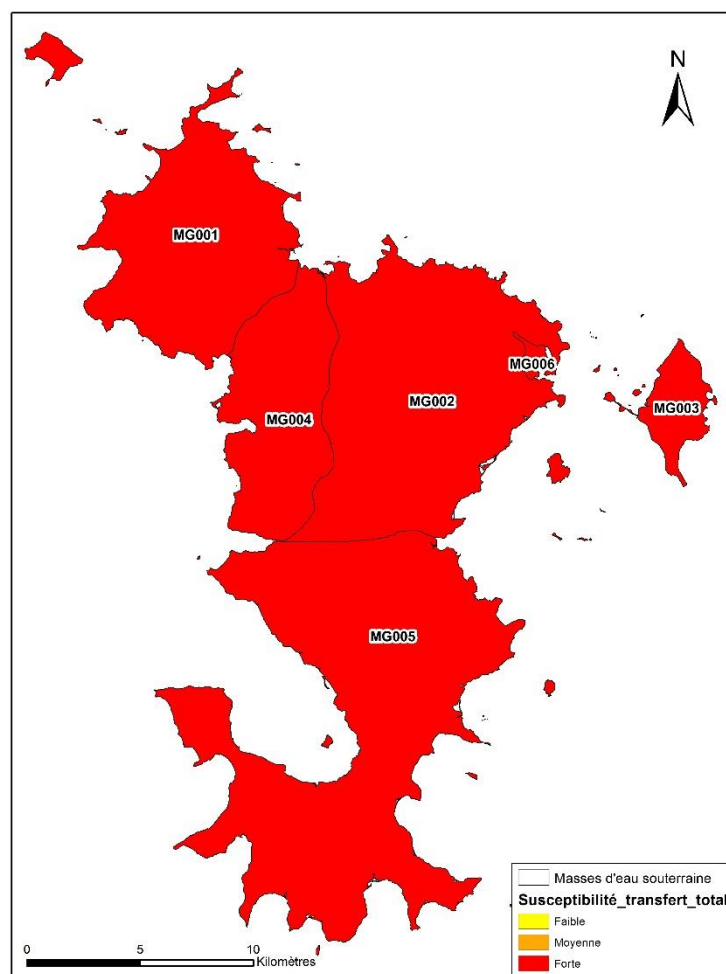 N
MG001
MG006
MG004
MG002
MG003
MG005
Masses d'eau souterraine
Susceptibilité_transfert_total
Faible
Moyenne
Forte
0 5 10
Kilomètres